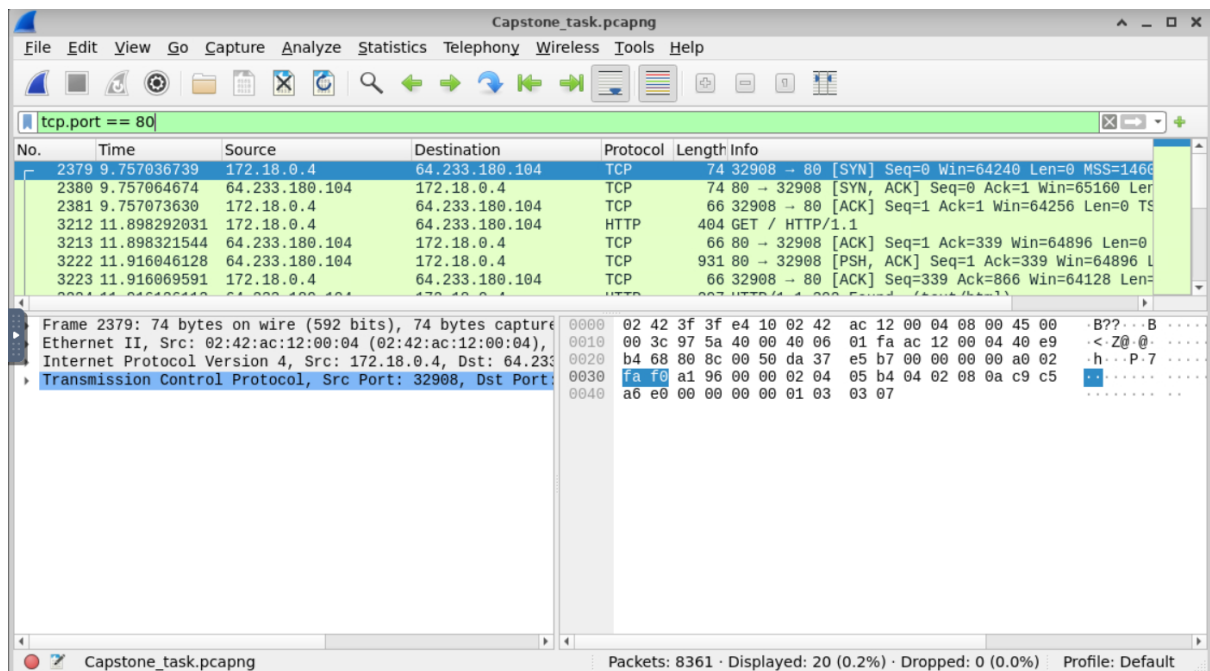 Capstone_task.pcapng
File Edit View Go Capture Analyze Statistics Telephony Wireless Tools Help
tcp.port == 80
No. Time Source Destination Protocol Length Info
2379 9.757036739 172.18.0.4 64.233.180.104 TCP 74 32908 → 80 [SYN] Seq=0 Win=64240 Len=0 MSS=1460
2380 9.757064674 64.233.180.104 172.18.0.4 TCP 74 80 → 32908 [SYN, ACK] Seq=0 Ack=1 Win=65160 Len
2381 9.757073630 172.18.0.4 64.233.180.104 TCP 66 32908 → 80 [ACK] Seq=1 Ack=1 Win=64256 Len=0 TS
3212 11.898292031 172.18.0.4 64.233.180.104 HTTP 404 GET / HTTP/1.1
3213 11.898321544 64.233.180.104 172.18.0.4 TCP 66 80 → 32908 [ACK] Seq=1 Ack=339 Win=64896 Len=0
3222 11.916046128 64.233.180.104 172.18.0.4 TCP 931 80 → 32908 [PSH, ACK] Seq=1 Ack=339 Win=64896 L
3223 11.916069591 172.18.0.4 64.233.180.104 TCP 66 32908 → 80 [ACK] Seq=339 Ack=866 Win=64128 Len=
Frame 2379: 74 bytes on wire (592 bits), 74 bytes capture
Ethernet II, Src: 02:42:ac:12:00:04 (02:42:ac:12:00:04),
Internet Protocol Version 4, Src: 172.18.0.4, Dst: 64.233
Transmission Control Protocol, Src Port: 32908, Dst Port:
0000 02 42 3f 3f e4 10 02 42 ac 12 00 04 08 00 45 00 ·B??···B ·····
0010 00 3c 97 5a 40 00 40 06 01 fa ac 12 00 04 40 e9 ·<·Z@·@· ·····
0020 b4 68 80 8c 00 50 da 37 e5 b7 00 00 00 00 a0 02 ·h···P·7 ·····
0030 fa f0 a1 96 00 00 02 04 05 b4 04 02 08 0a c9 c5 ········ ·····
0040 a6 e0 00 00 00 00 01 03 03 07 ········ ··
Capstone_task.pcapng Packets: 8361 · Displayed: 20 (0.2%) · Dropped: 0 (0.0%) Profile: Default